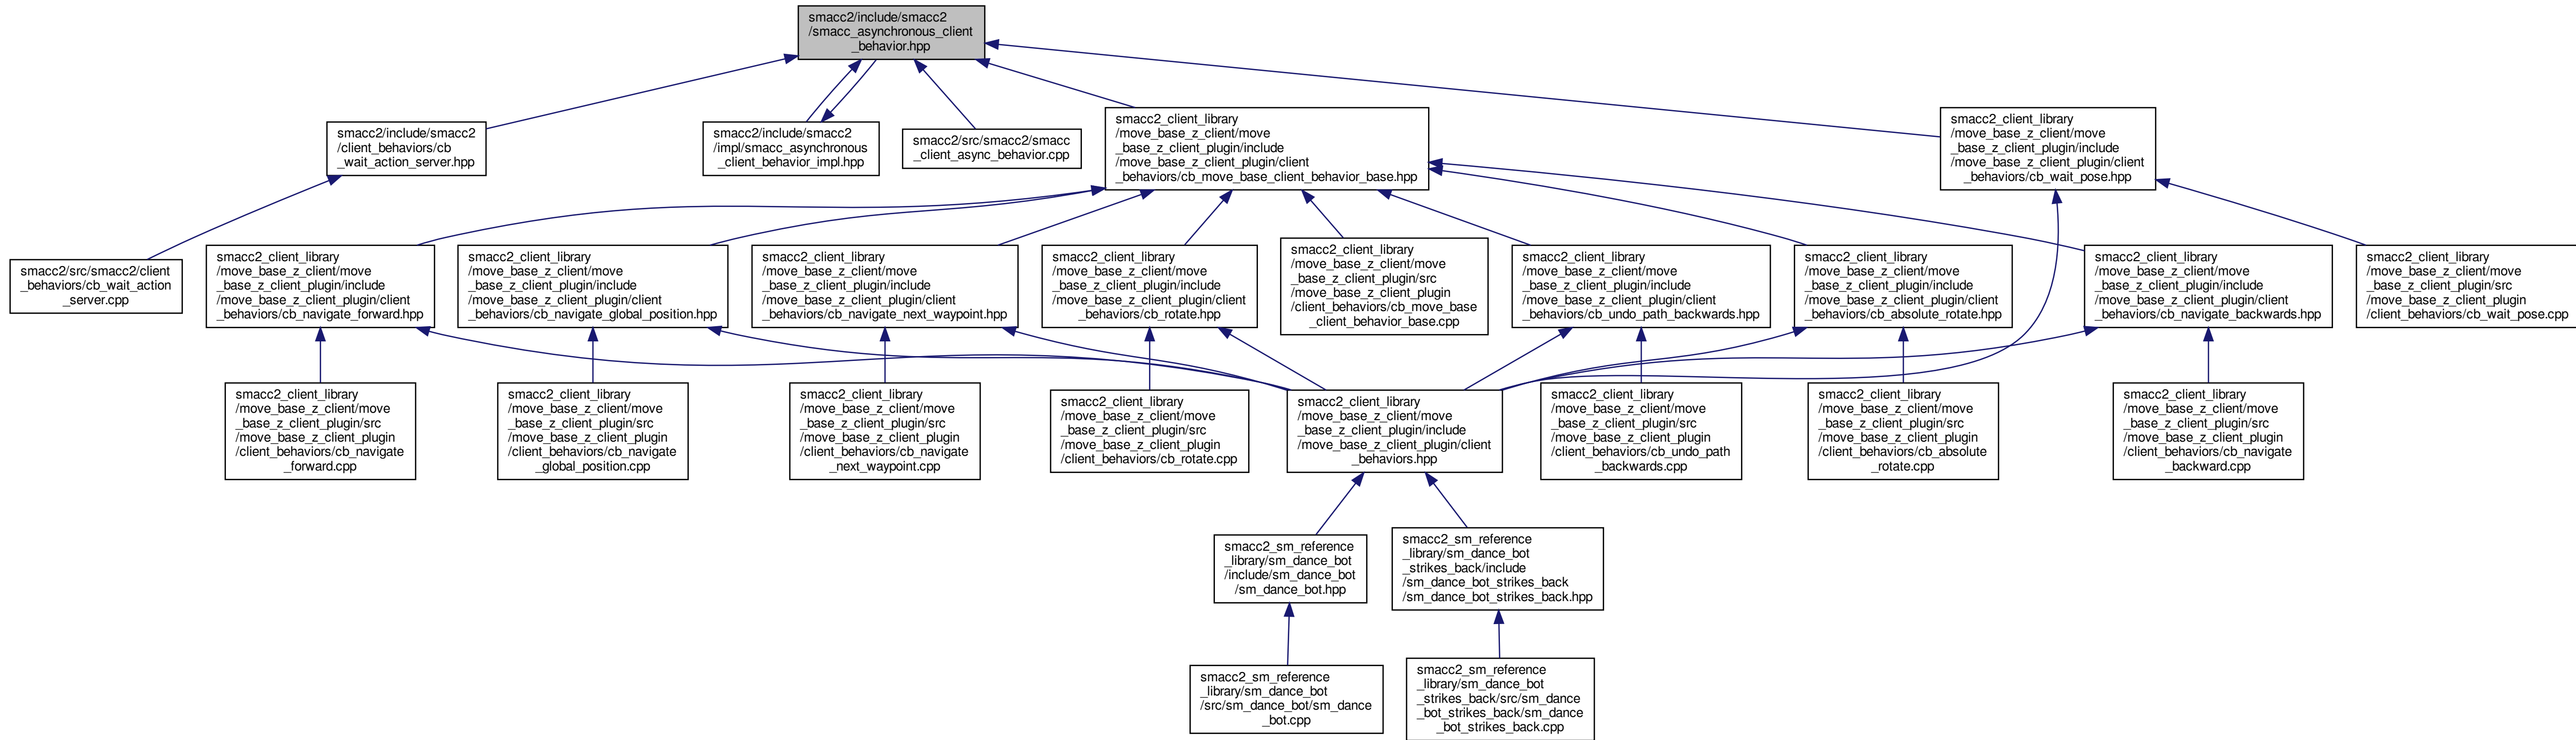 smacc2/include/smacc2
/smacc_asynchronous_client
_behavior.hpp
smacc2/include/smacc2
/client_behaviors/cb
_wait_action_server.hpp
smacc2/include/smacc2
/impl/smacc_asynchronous
_client_behavior_impl.hpp
smacc2/src/smacc2/smacc
_client_async_behavior.cpp
smacc2_client_library
/move_base_z_client/move
_base_z_client_plugin/include
/move_base_z_client_plugin/client
_behaviors/cb_move_base_client_behavior_base.hpp
smacc2_client_library
/move_base_z_client/move
_base_z_client_plugin/include
/move_base_z_client_plugin/client
_behaviors/cb_wait_pose.hpp
smacc2/src/smacc2/client
_behaviors/cb_wait_action
_server.cpp
smacc2_client_library
/move_base_z_client/move
_base_z_client_plugin/include
/move_base_z_client_plugin/client
_behaviors/cb_navigate_forward.hpp
smacc2_client_library
/move_base_z_client/move
_base_z_client_plugin/include
/move_base_z_client_plugin/client
_behaviors/cb_navigate_global_position.hpp
smacc2_client_library
/move_base_z_client/move
_base_z_client_plugin/include
/move_base_z_client_plugin/client
_behaviors/cb_navigate_next_waypoint.hpp
smacc2_client_library
/move_base_z_client/move
_base_z_client_plugin/include
/move_base_z_client_plugin/client
_behaviors/cb_rotate.hpp
smacc2_client_library
/move_base_z_client/move
_base_z_client_plugin/src
/move_base_z_client_plugin
/client_behaviors/cb_move_base
_client_behavior_base.cpp
smacc2_client_library
/move_base_z_client/move
_base_z_client_plugin/include
/move_base_z_client_plugin/client
_behaviors/cb_undo_path_backwards.hpp
smacc2_client_library
/move_base_z_client/move
_base_z_client_plugin/include
/move_base_z_client_plugin/client
_behaviors/cb_absolute_rotate.hpp
smacc2_client_library
/move_base_z_client/move
_base_z_client_plugin/include
/move_base_z_client_plugin/client
_behaviors/cb_navigate_backwards.hpp
smacc2_client_library
/move_base_z_client/move
_base_z_client_plugin/src
/move_base_z_client_plugin
/client_behaviors/cb_wait_pose.cpp
smacc2_client_library
/move_base_z_client/move
_base_z_client_plugin/src
/move_base_z_client_plugin
/client_behaviors/cb_navigate
_forward.cpp
smacc2_client_library
/move_base_z_client/move
_base_z_client_plugin/src
/move_base_z_client_plugin
/client_behaviors/cb_navigate
_global_position.cpp
smacc2_client_library
/move_base_z_client/move
_base_z_client_plugin/src
/move_base_z_client_plugin
/client_behaviors/cb_navigate
_next_waypoint.cpp
smacc2_client_library
/move_base_z_client/move
_base_z_client_plugin/src
/move_base_z_client_plugin
/client_behaviors/cb_rotate.cpp
smacc2_client_library
/move_base_z_client/move
_base_z_client_plugin/include
/move_base_z_client_plugin/client
_behaviors.hpp
smacc2_client_library
/move_base_z_client/move
_base_z_client_plugin/src
/move_base_z_client_plugin
/client_behaviors/cb_undo_path
_backwards.cpp
smacc2_client_library
/move_base_z_client/move
_base_z_client_plugin/src
/move_base_z_client_plugin
/client_behaviors/cb_absolute
_rotate.cpp
smacc2_client_library
/move_base_z_client/move
_base_z_client_plugin/src
/move_base_z_client_plugin
/client_behaviors/cb_navigate
_backward.cpp
smacc2_sm_reference
_library/sm_dance_bot
/include/sm_dance_bot
/sm_dance_bot.hpp
smacc2_sm_reference
_library/sm_dance_bot
_strikes_back/include
/sm_dance_bot_strikes_back
/sm_dance_bot_strikes_back.hpp
smacc2_sm_reference
_library/sm_dance_bot
/src/sm_dance_bot/sm_dance
_bot.cpp
smacc2_sm_reference
_library/sm_dance_bot
_strikes_back/src/sm_dance
_bot_strikes_back/sm_dance
_bot_strikes_back.cpp